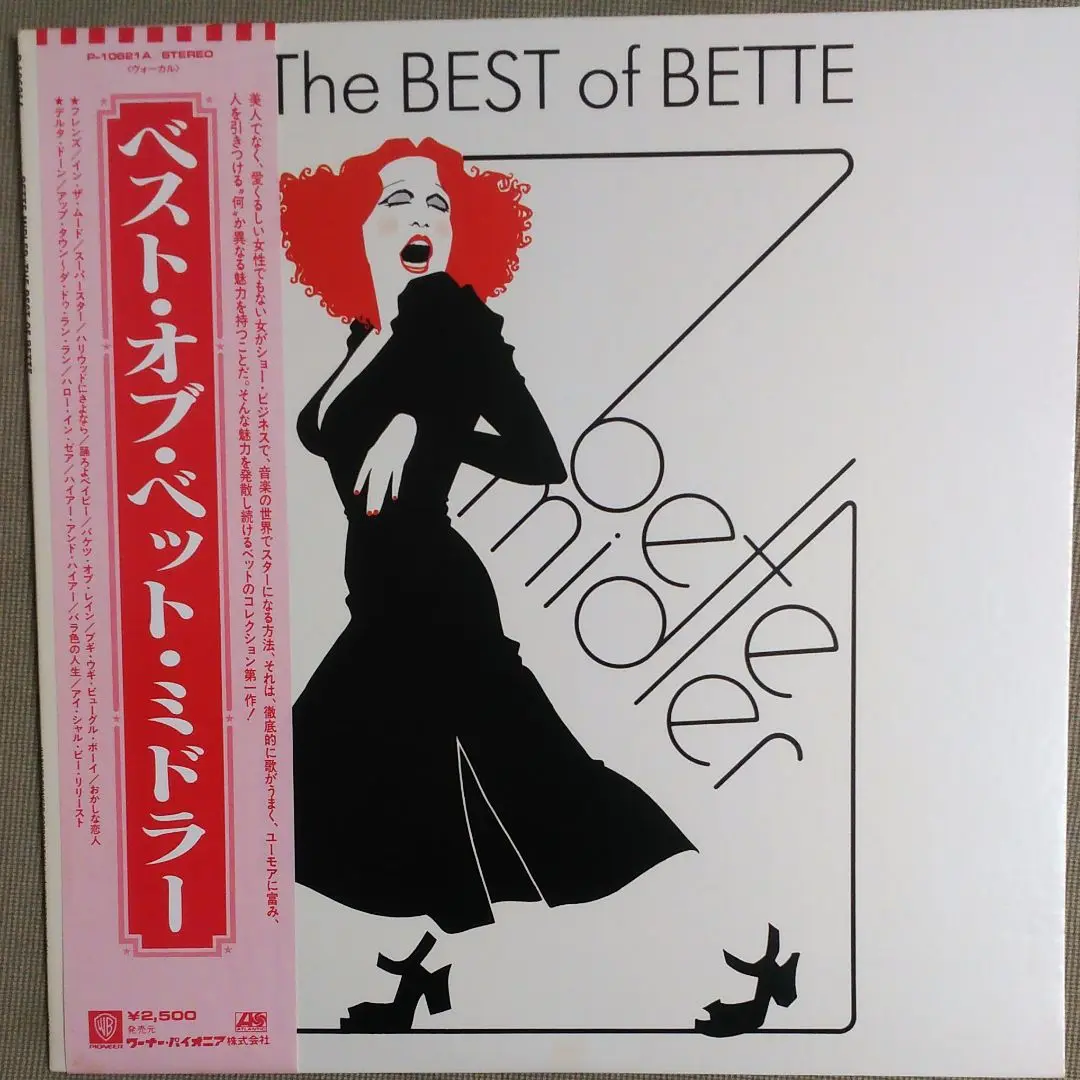 P-10621A STEREO
〈ヴォーカル〉
The BEST of BETTE
美人でなく、愛くるしい女性でもない女がショー・ビジネスで、音楽の世界でスターになる方法、それは、徹底的に歌がうまく、ユーモアに富み、
人を引きつける“何”か異なる魅力を持つことだ。そんな魅力を発散し続けるベットのコレクション第一作！
ベスト・オブ・ベット・ミドラー
★フレンズ／イン・ザ・ムード／スーパースター／ハリウッドにさよなら／踊ろよベイビー／バケツ・オブ・レイン／ブギ・ウギ・ビューグル・ボーイ／おかしな恋人
★デルタ・ドーン／アップ・タウン〜ダ・ドゥ・ラン・ラン／ハロー・イン・ゼア／ハイアー・アンド・ハイアー／バラ色の人生／アイ・シャル・ビー・リリースト
bette
midler
WB
PIONEER
¥2,500
発売元
ワーナー・パイオニア株式会社
ATLANTIC